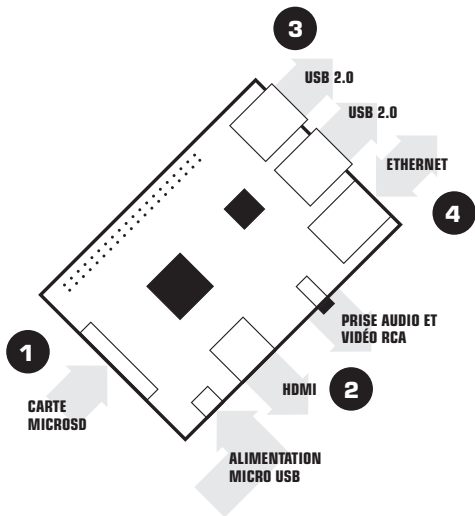 3
USB 2.0
USB 2.0
ETHERNET
4
PRISE AUDIO ET
VIDÉO RCA
1
CARTE
MICROSD
HDMI
2
ALIMENTATION
MICRO USB